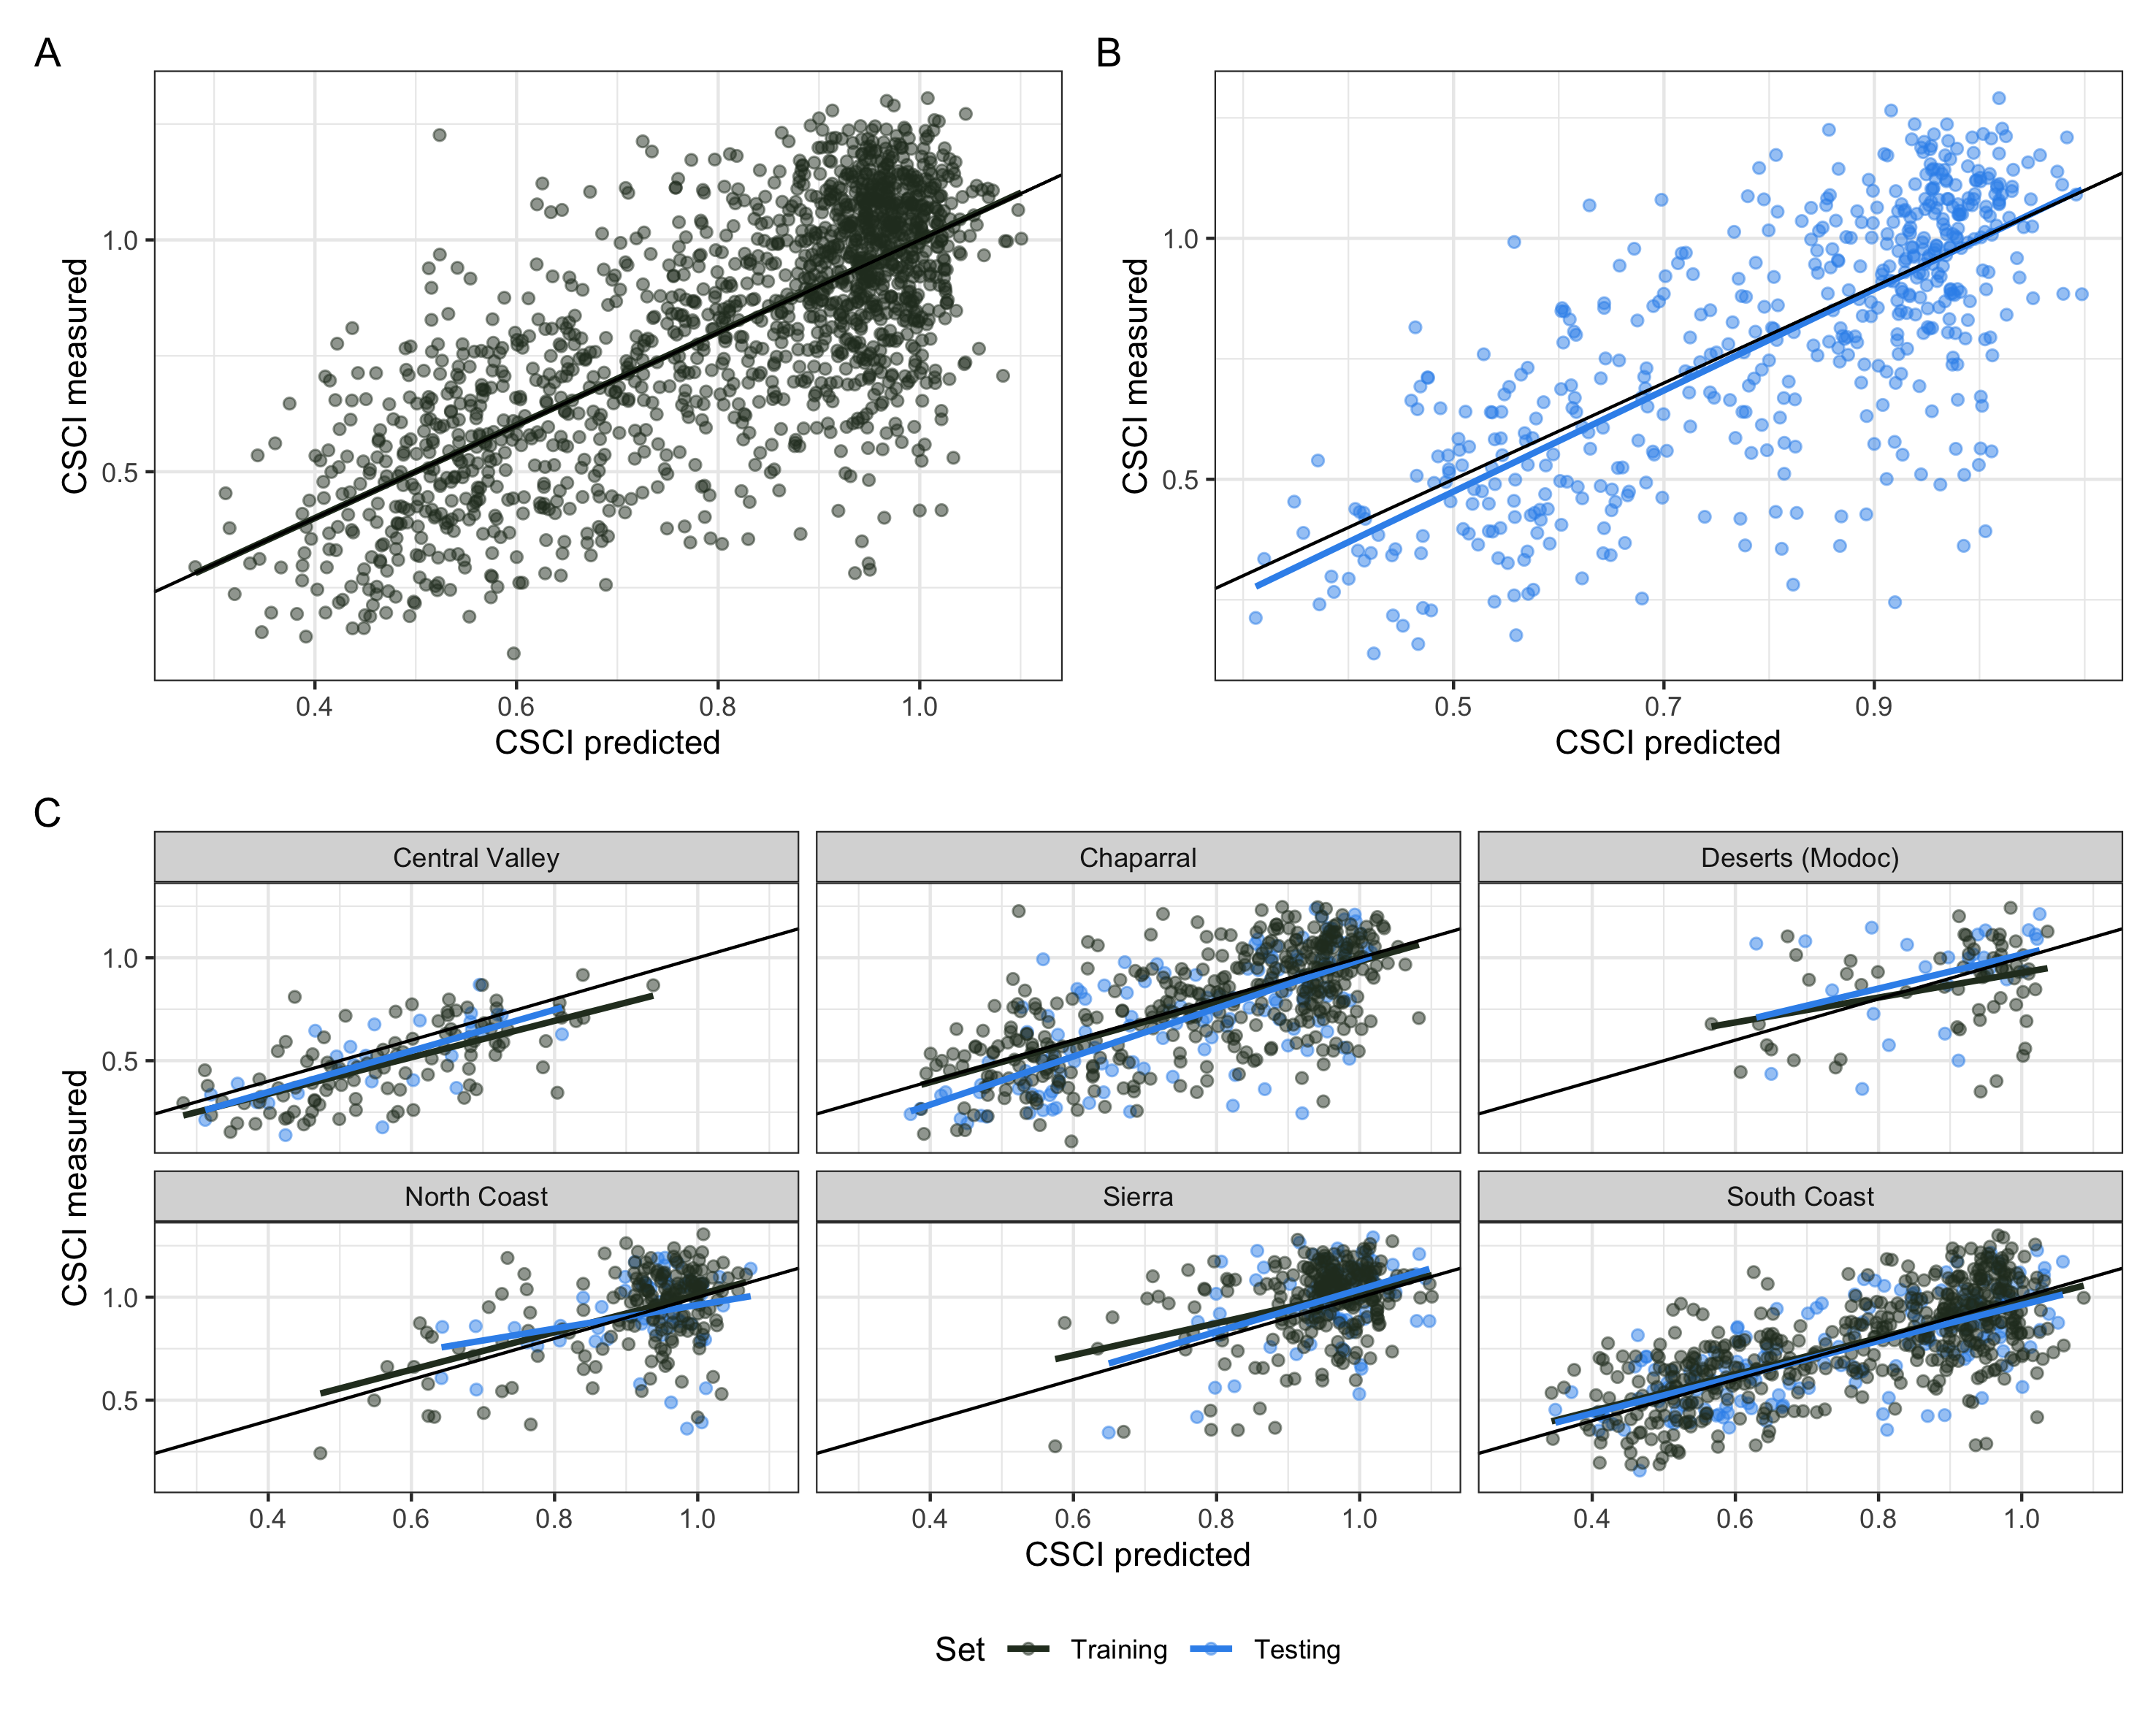 A
B
CSCI measured
1.0
0.5
0.4 0.6 0.8 1.0
CSCI predicted
CSCI measured
1.0
0.5
0.5 0.7 0.9
CSCI predicted
C
Central Valley
Chaparral
Deserts (Modoc)
CSCI measured
1.0
0.5
North Coast
Sierra
South Coast
1.0
0.5
0.4 0.6 0.8 1.0
0.4 0.6 0.8 1.0
0.4 0.6 0.8 1.0
CSCI predicted
Set Training Testing